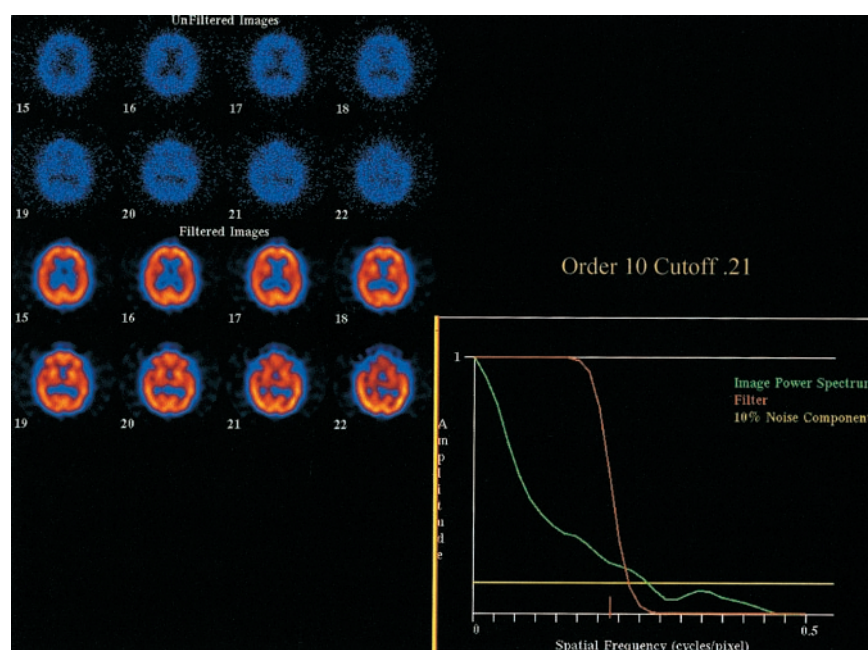 UnFiltered Images
15 16 17 18
19 20 21 22
Filtered Images
15 16 17 18
19 20 21 22
Order 10 Cutoff .21
1
Amplitude
Image Power Spectrum
Filter
10% Noise Component
0 0.5
Spatial Frequency (cycles/pixel)